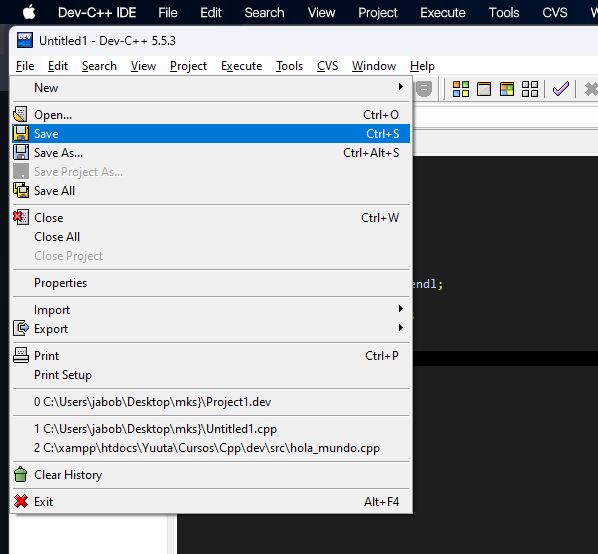 Dev-C++ IDE File Edit Search View Project Execute Tools CVS Window
DEV Untitled1 - Dev-C++ 5.5.3
File Edit Search View Project Execute Tools CVS Window Help
New
Open... Ctrl+O
Save Ctrl+S
Save As... Ctrl+Alt+S
Save Project As...
Save All
Close Ctrl+W
Close All
Close Project
Properties
endl;
Import
;
Export
Print Ctrl+P
Print Setup
0 C:\Users\jabob\Desktop\mks}\Project1.dev
1 C:\Users\jabob\Desktop\mks}\Untitled1.cpp
2 C:\xampp\htdocs\Yuuta\Cursos\Cpp\dev\src\hola_mundo.cpp
Clear History
Exit Alt+F4